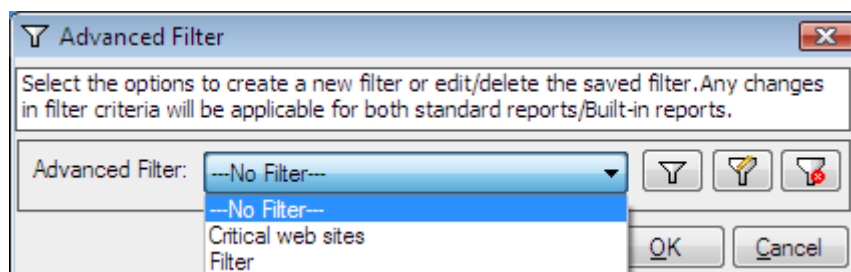 Advanced Filter
Select the options to create a new filter or edit/delete the saved filter.Any changes
in filter criteria will be applicable for both standard reports/Built-in reports.
Advanced Filter: ---No Filter---
---No Filter---
Critical web sites
Filter
OK Cancel